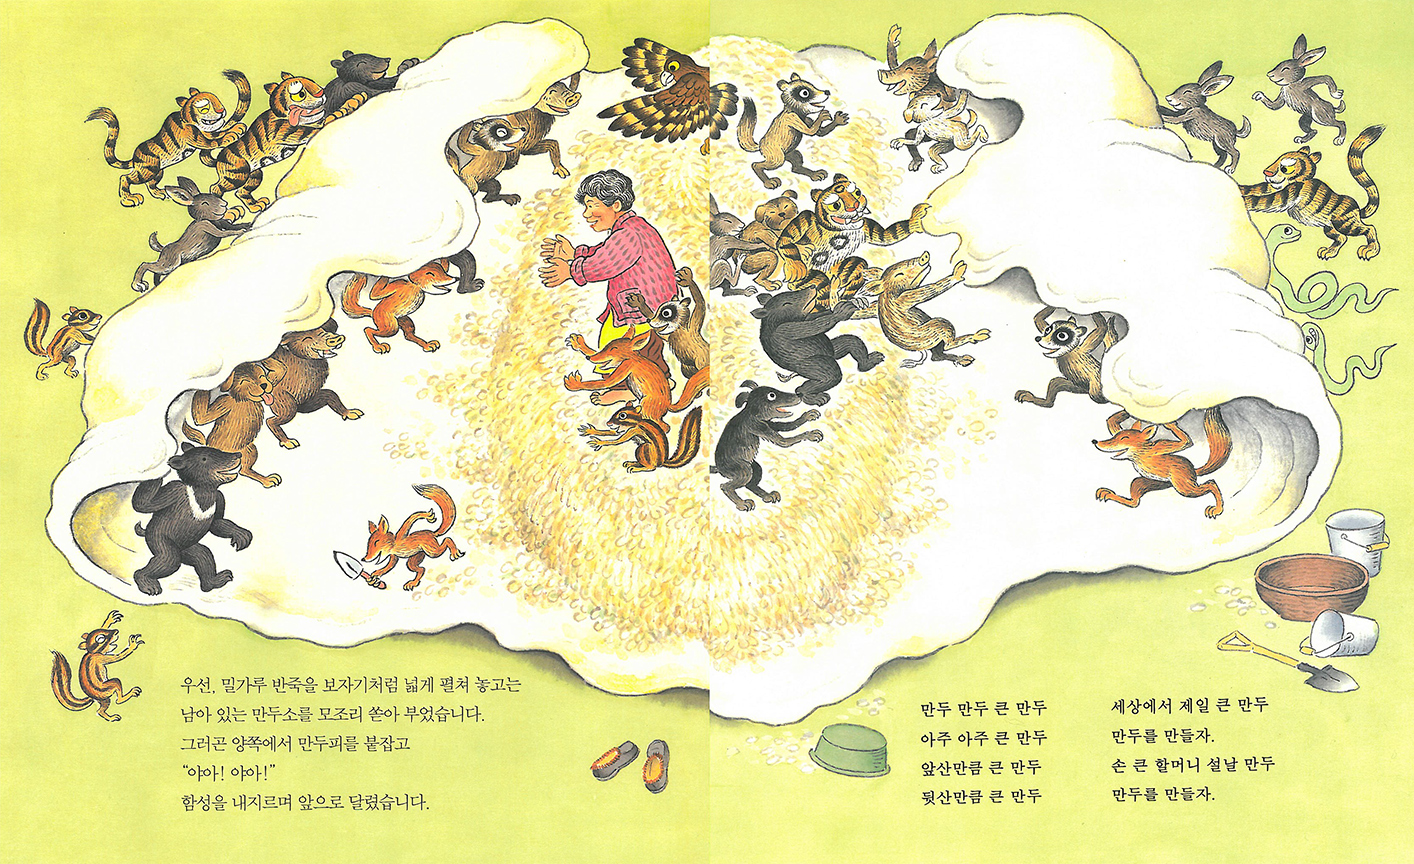 우선, 밀가루 반죽을 보자기처럼 넓게 펼쳐 놓고는
남아 있는 만두소를 모조리 쏟아 부었습니다.
그러곤 양쪽에서 만두피를 붙잡고
“야아! 야아!”
함성을 내지르며 앞으로 달렸습니다.
만두 만두 큰 만두
아주 아주 큰 만두
앞산만큼 큰 만두
뒷산만큼 큰 만두
세상에서 제일 큰 만두
만두를 만들자.
손 큰 할머니 설날 만두
만두를 만들자.